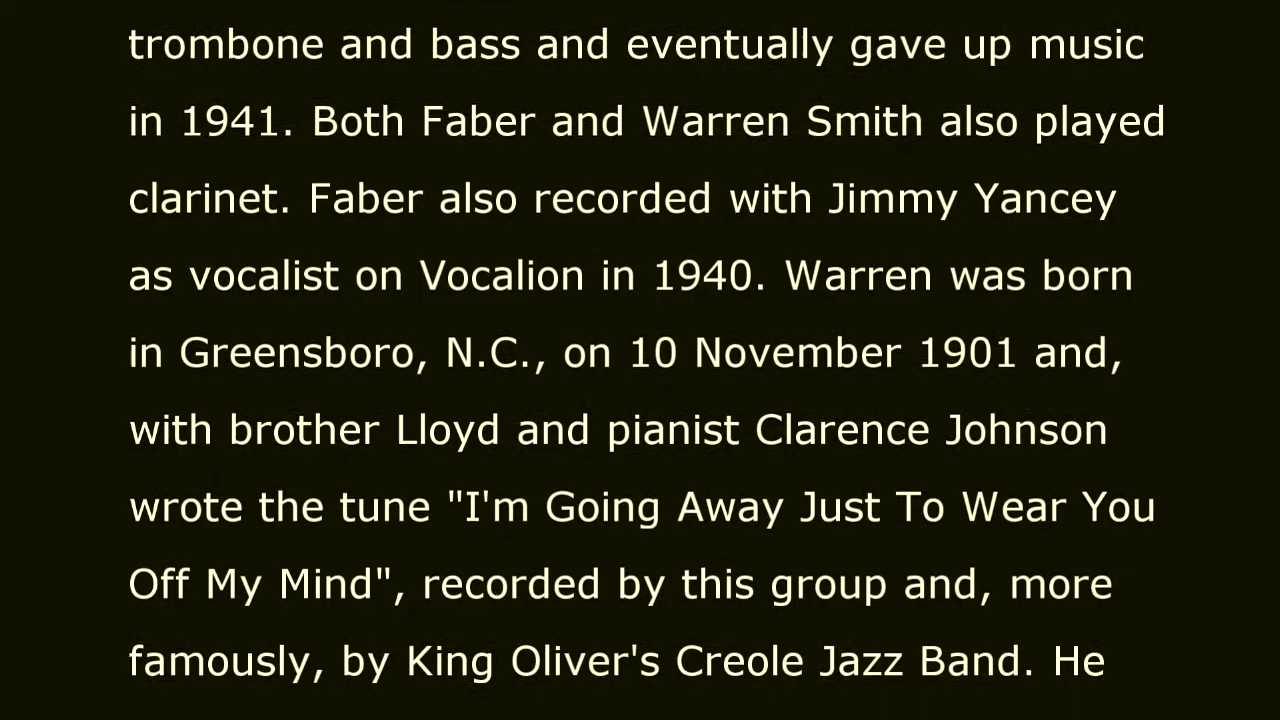 trombone and bass and eventually gave up music
in 1941. Both Faber and Warren Smith also played
clarinet. Faber also recorded with Jimmy Yancey
as vocalist on Vocalion in 1940. Warren was born
in Greensboro, N.C., on 10 November 1901 and,
with brother Lloyd and pianist Clarence Johnson
wrote the tune "I'm Going Away Just To Wear You
Off My Mind", recorded by this group and, more
famously, by King Oliver's Creole Jazz Band. He